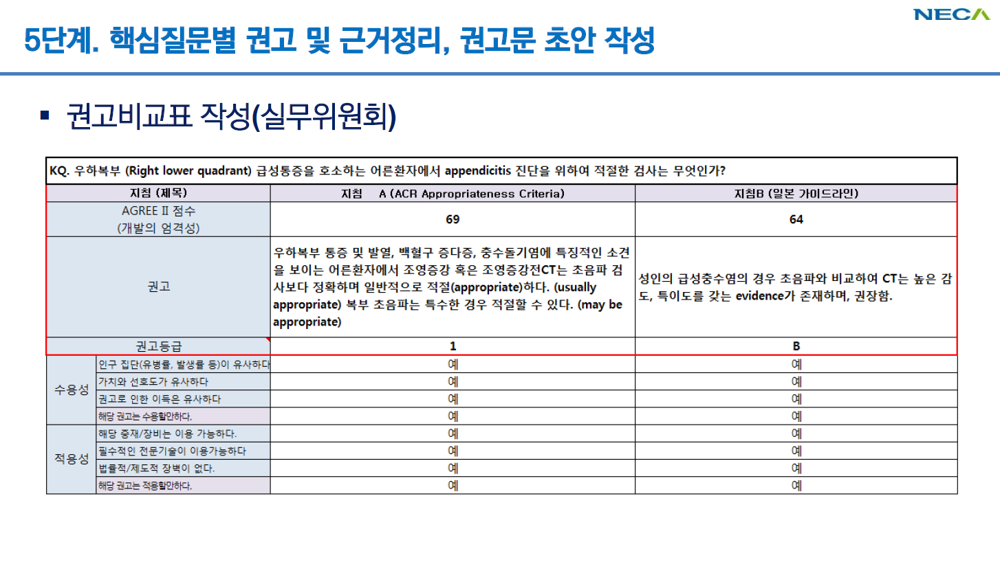 NECA
5단계. 핵심질문별 권고 및 근거정리, 권고문 초안 작성
▪ 권고비교표 작성(실무위원회)
KQ. 우하복부 (Right lower quadrant) 급성통증을 호소하는 어른환자에서 appendicitis 진단을 위하여 적절한 검사는 무엇인가?
지침 (제목) 지침 A (ACR Appropriateness Criteria) 지침B (일본 가이드라인)
AGREE II 점수
(개발의 엄격성)
69 64
권고
우하복부 통증 및 발열, 백혈구 증다증, 충수돌기염에 특징적인 소견
을 보이는 어른환자에서 조영증강 혹은 조영증강전CT는 초음파 검
사보다 정확하며 일반적으로 적절(appropriate)하다. (usually
appropriate) 복부 초음파는 특수한 경우 적절할 수 있다. (may be
appropriate)
성인의 급성충수염의 경우 초음파와 비교하여 CT는 높은 감
도, 특이도를 갖는 evidence가 존재하며, 권장함.
권고등급 1 B
수용성
인구 집단(유병률, 발생률 등)이 유사하다 예 예
가치와 선호도가 유사하다 예 예
권고로 인한 이득은 유사하다 예 예
해당 권고는 수용할만하다. 예 예
적용성
해당 중재/장비는 이용 가능하다. 예 예
필수적인 전문기술이 이용가능하다 예 예
법률적/제도적 장벽이 없다. 예 예
해당 권고는 적용할만하다. 예 예